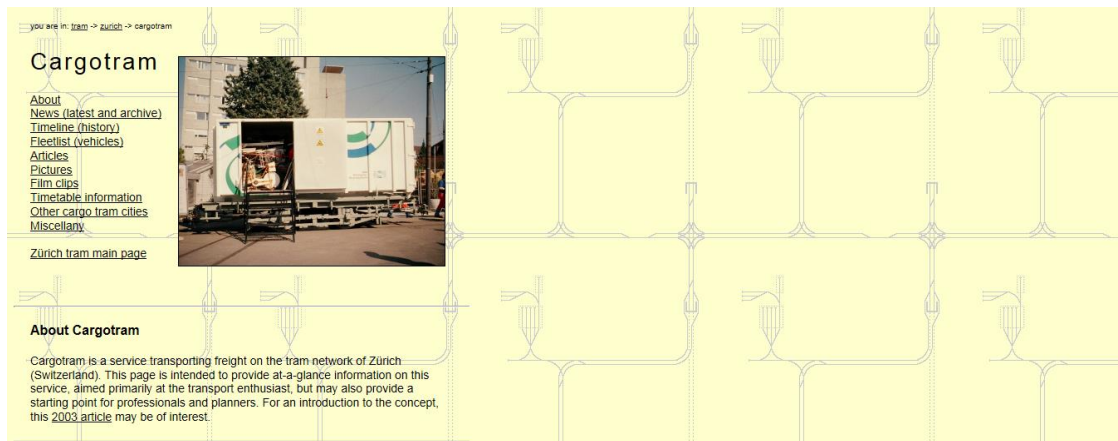 you are in: tram -> zurich -> cargotram
Cargotram
About
News (latest and archive)
Timeline (history)
Fleetlist (vehicles)
Articles
Pictures
Film clips
Timetable information
Other cargo tram cities
Miscellany
Zürich tram main page
About Cargotram
Cargotram is a service transporting freight on the tram network of Zürich
(Switzerland). This page is intended to provide at-a-glance information on this
service, aimed primarily at the transport enthusiast, but may also provide a
starting point for professionals and planners. For an introduction to the concept,
this 2003 article may be of interest.